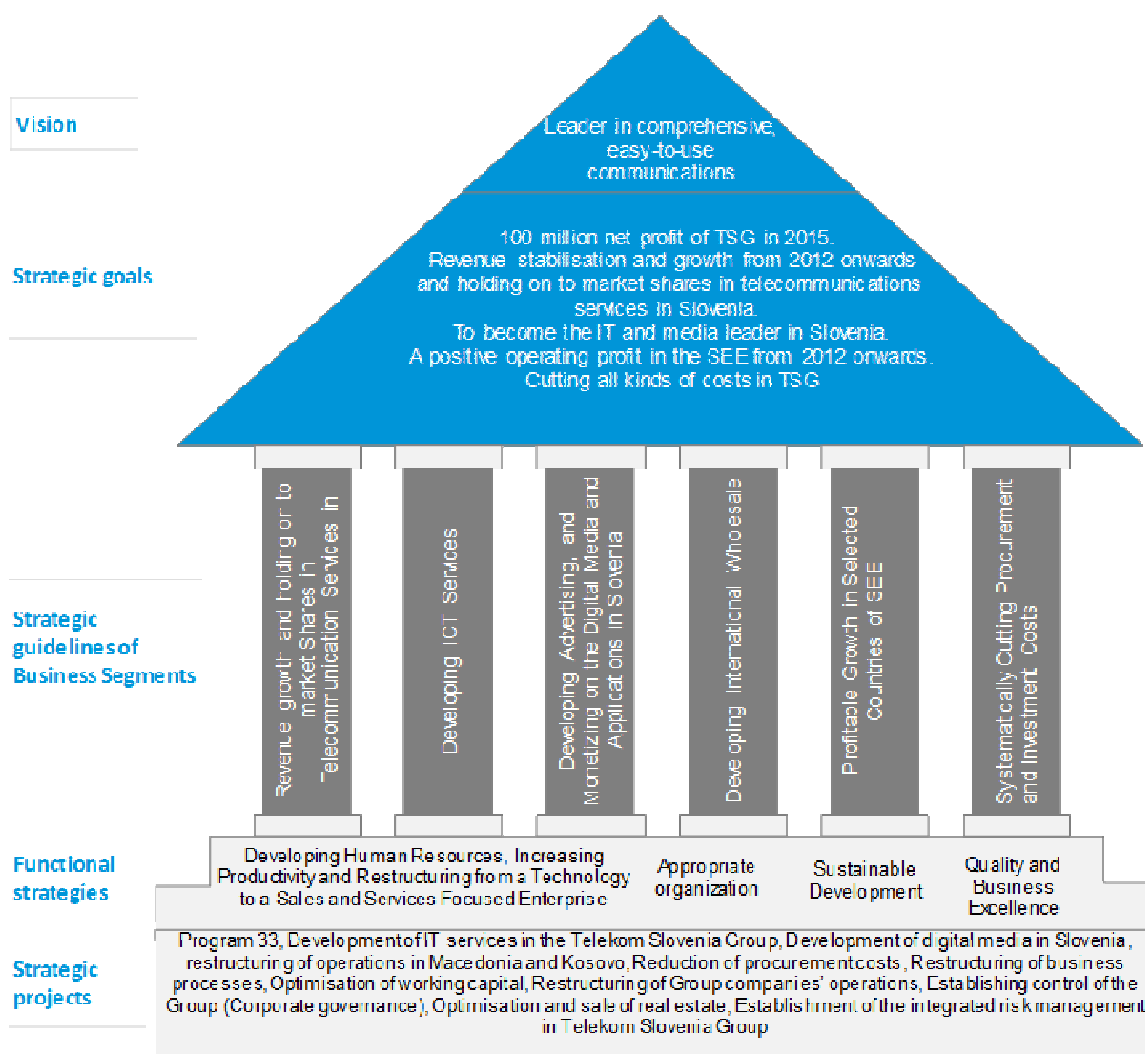 Vision
Leader in comprehensive,
easy-to-use
communications
Strategic goals
100 million net profit of TSG in 2015.
Revenue stabilisation and growth from 2012 onwards
and holding on to market shares in telecommunications
services in Slovenia.
To become the IT and media leader in Slovenia.
A positive operating profit in the SEE from 2012 onwards.
Cutting all kinds of costs in TSG
Strategic
guidelines of
Business Segments
Revenue growth and holding on to
market Shares in
Telecommunication Services in
Developing ICT Services
Developing Advertising, and
Monetizing on the Digital Media and
Applications in Slovenia
Developing International Wholesale
Profitable Growth in Selected
Countries of SEE
Systematically Cutting Procurement
and Investment Costs
Functional
strategies
Developing Human Resources, Increasing
Productivity and Restructuring from a Technology
to a Sales and Services Focused Enterprise
Appropriate
organization
Sustainable
Development
Quality and
Business
Excellence
Strategic
projects
Program 33, Development of IT services in the Telekom Slovenia Group, Development of digital media in Slovenia,
restructuring of operations in Macedonia and Kosovo, Reduction of procurement costs, Restructuring of business
processes, Optimisation of working capital, Restructuring of Group companies' operations, Establishing control of the
Group (Corporate governance), Optimisation and sale of real estate, Establishment of the integrated risk management
in Telekom Slovenia Group